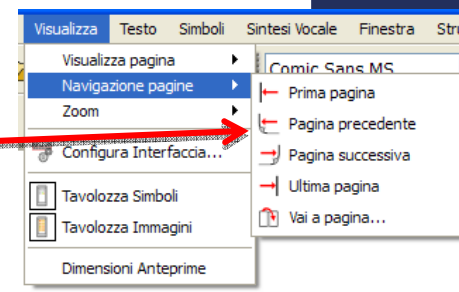 Visualizza Testo Simboli Sintesi Vocale Finestra Stru
Comic Sans MS
Visualizza pagina
Navigazione pagine
Zoom
Configura Interfaccia...
Tavolozza Simboli
Tavolozza Immagini
Dimensioni Anteprime
Prima pagina
Pagina precedente
Pagina successiva
Ultima pagina
Vai a pagina...